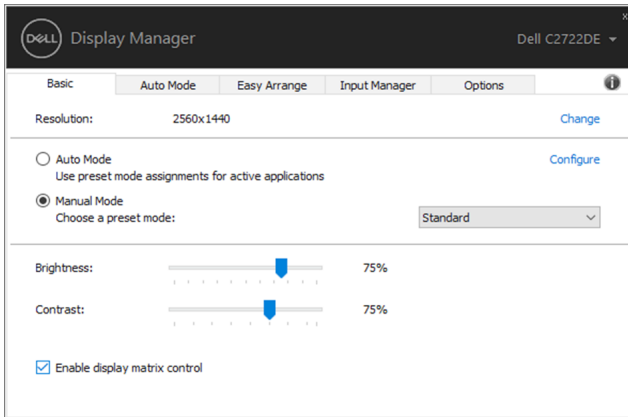 x
DELL Display Manager Dell C2722DE
Basic Auto Mode Easy Arrange Input Manager Options i
Resolution: 2560x1440 Change
Auto Mode Configure
Use preset mode assignments for active applications
Manual Mode
Choose a preset mode: Standard
Brightness: 75%
Contrast: 75%
Enable display matrix control